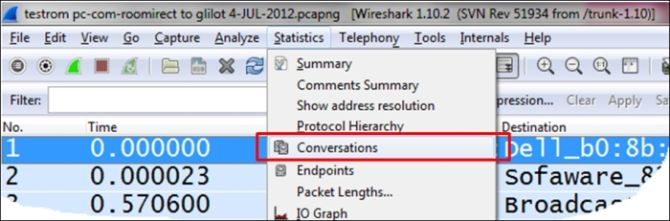 testrom pc-com-roomirect to glilot 4-JUL-2012.pcapng [Wireshark 1.10.2 (SVN Rev 51934 from /trunk-1.10)]
File Edit View Go Capture Analyze Statistics Telephony Tools Internals Help
Summary
Comments Summary
Filter: Show address resolution pression... Clear Apply
No. Time Protocol Hierarchy Destination
1 0.000000 Conversations Dell_b0:8b:
2 0.000023 Endpoints Sofaware_
Packet Lengths...
3 0.570600 IO Graph Broadcas